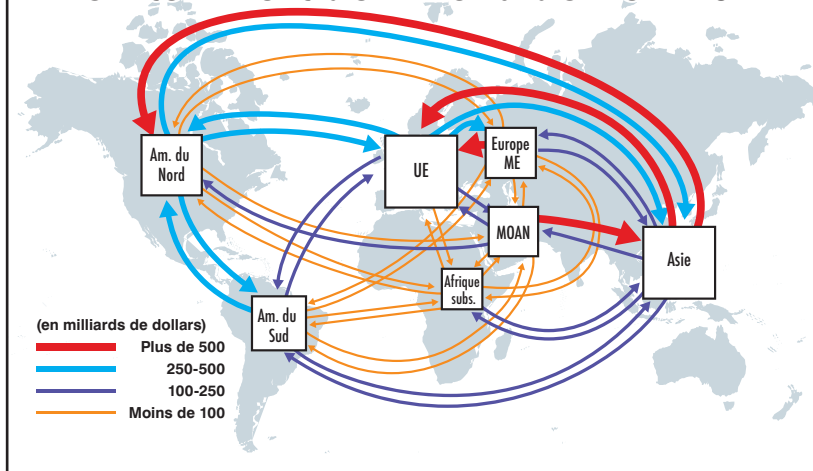 Am. du
Nord
UE
Europe
ME
MOAN
Asie
Afrique
subs.
Am. du
Sud
(en milliards de dollars)
Plus de 500
250-500
100-250
Moins de 100